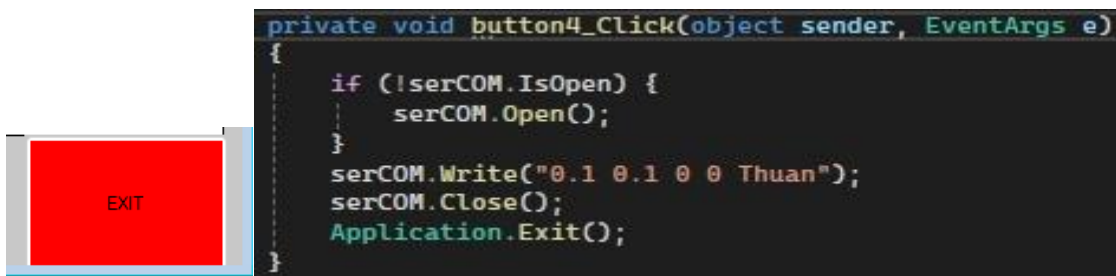 EXIT
private void button4_Click(object sender, EventArgs e)
{
if (!serCOM.IsOpen) {
serCOM.Open();
}
serCOM.Write("0.1 0.1 0 0 Thuan");
serCOM.Close();
Application.Exit();
}